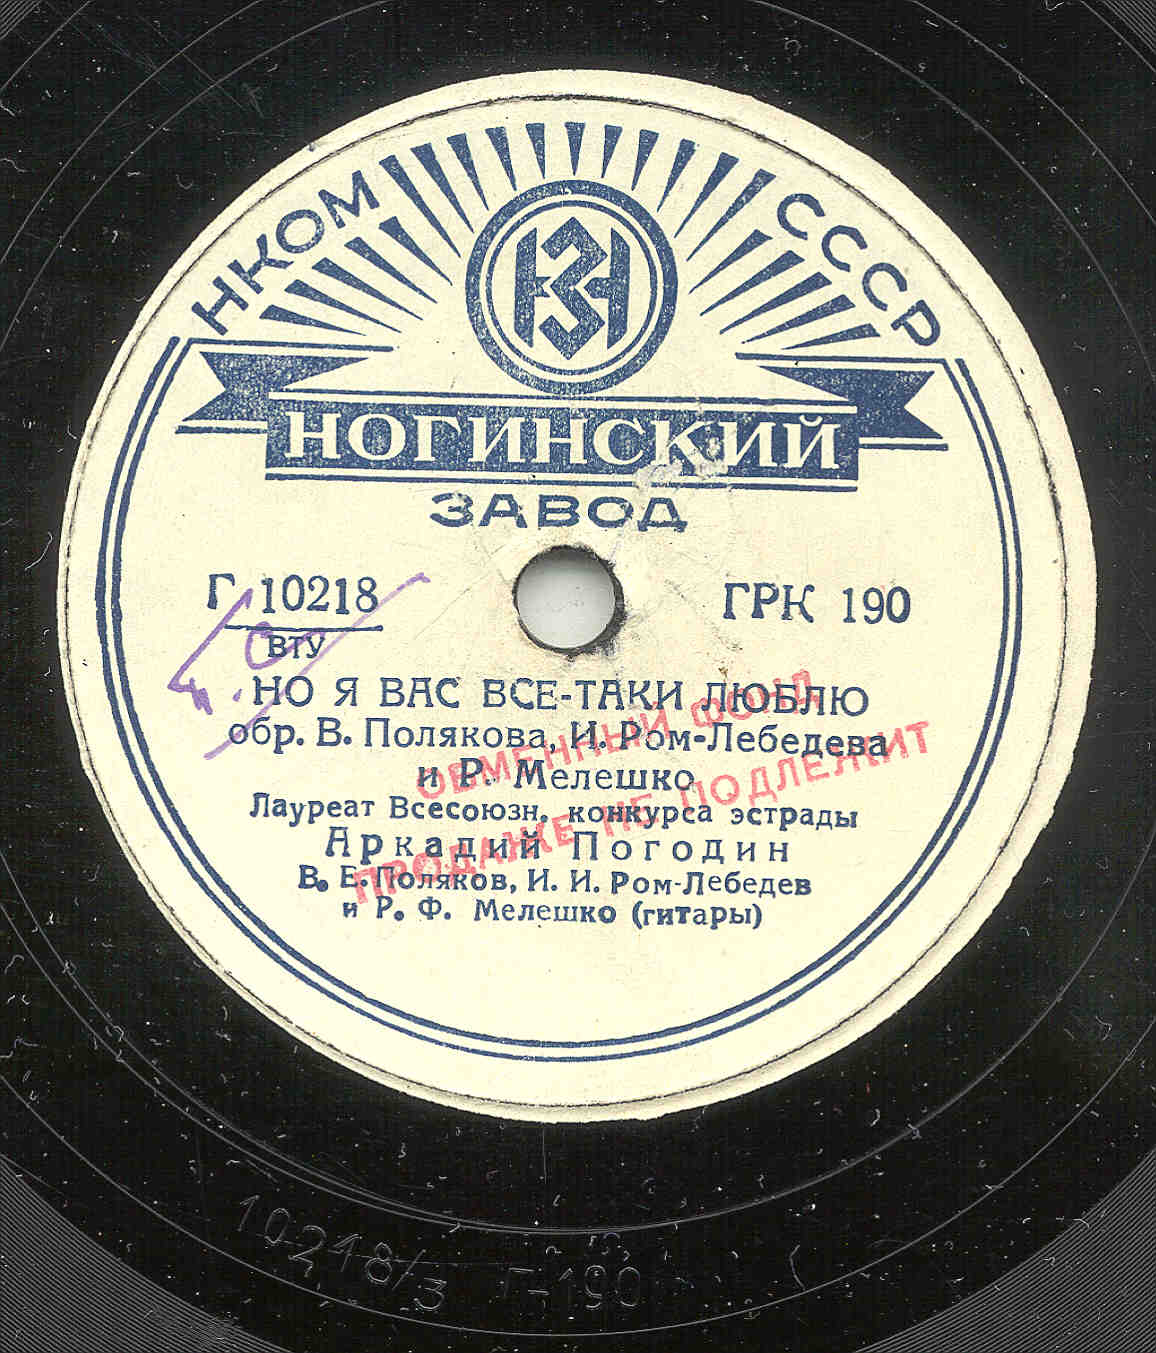 НКОМ СССР
НЗ
НОГИНСКИЙ
ЗАВОД
Г 10218
ВТУ
ГРК 190
НО Я ВАС ВСЕ-ТАКИ ЛЮБЛЮ
обр. В. Полякова, И. Ром-Лебедева
и Р. Мелешко
Лауреат Всесоюзн. конкурса эстрады
Аркадий Погодин
В. Е. Поляков, И. И. Ром-Лебедев
и Р. Ф. Мелешко (гитары)
ОБМЕННЫЙ ФОНД
ПРОДАЖЕ НЕ ПОДЛЕЖИТ
10218/3 Г-190